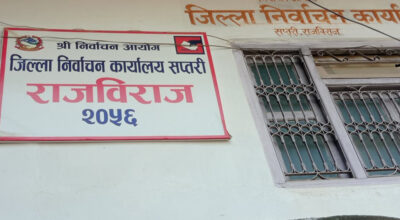 श्री निर्वाचन आयोग
जिल्ला निर्वाचन कार्यालय सप्तरी
राजविराज
२०५६
जिल्ला निर्वाचन कार्या
सप्तरी, राजविराज